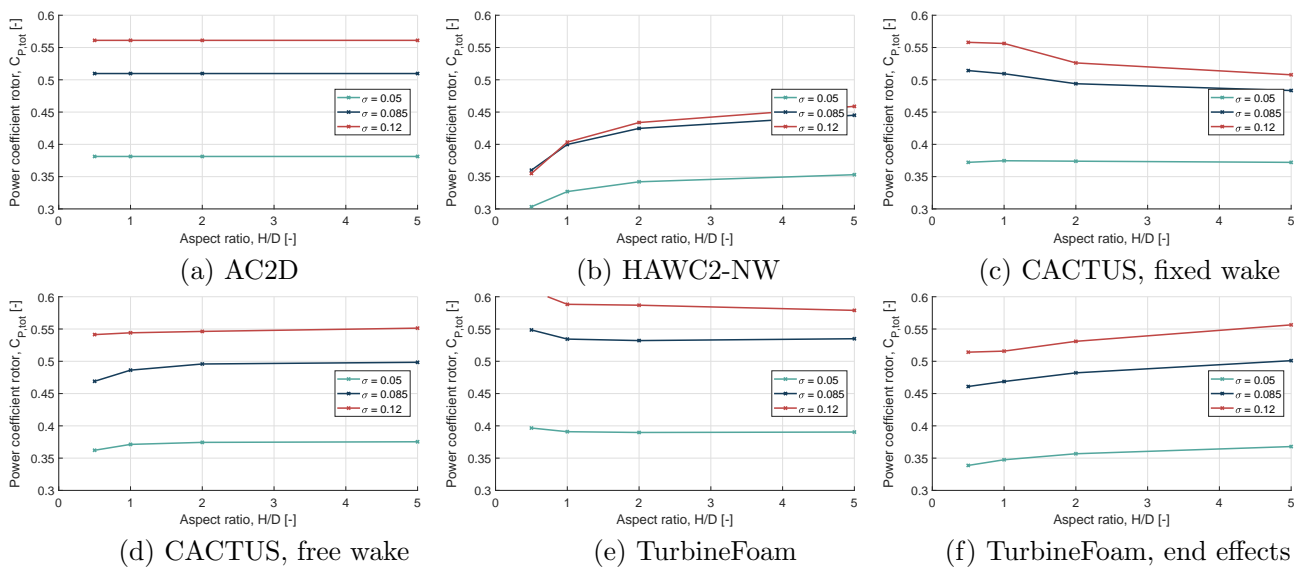 0.6
0.55
0.5
0.45
0.4
0.35
0.3
Power coefficient rotor, C_P,tot [-]
σ = 0.05
σ = 0.085
σ = 0.12
0 1 2 3 4 5
Aspect ratio, H/D [-]
(a) AC2D
0.6
0.55
0.5
0.45
0.4
0.35
0.3
Power coefficient rotor, C_P,tot [-]
σ = 0.05
σ = 0.085
σ = 0.12
0 1 2 3 4 5
Aspect ratio, H/D [-]
(b) HAWC2-NW
0.6
0.55
0.5
0.45
0.4
0.35
0.3
Power coefficient rotor, C_P,tot [-]
σ = 0.05
σ = 0.085
σ = 0.12
0 1 2 3 4 5
Aspect ratio, H/D [-]
(c) CACTUS, fixed wake
0.6
0.55
0.5
0.45
0.4
0.35
0.3
Power coefficient rotor, C_P,tot [-]
σ = 0.05
σ = 0.085
σ = 0.12
0 1 2 3 4 5
Aspect ratio, H/D [-]
(d) CACTUS, free wake
0.6
0.55
0.5
0.45
0.4
0.35
0.3
Power coefficient rotor, C_P,tot [-]
σ = 0.05
σ = 0.085
σ = 0.12
0 1 2 3 4 5
Aspect ratio, H/D [-]
(e) TurbineFoam
0.6
0.55
0.5
0.45
0.4
0.35
0.3
Power coefficient rotor, C_P,tot [-]
σ = 0.05
σ = 0.085
σ = 0.12
0 1 2 3 4 5
Aspect ratio, H/D [-]
(f) TurbineFoam, end effects